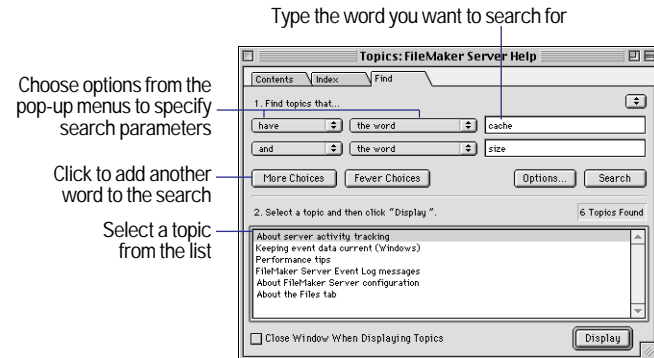 Type the word you want to search for
Topics: FileMaker Server Help
Contents Index Find
Choose options from the
pop-up menus to specify
search parameters
1. Find topics that...
have the word cache
and the word size
Click to add another
word to the search
More Choices Fewer Choices Options... Search
Select a topic
from the list
2. Select a topic and then click "Display". 6 Topics Found
About server activity tracking
Keeping event data current (Windows)
Performance tips
FileMaker Server Event Log messages
About FileMaker Server configuration
About the Files tab
Close Window When Displaying Topics Display